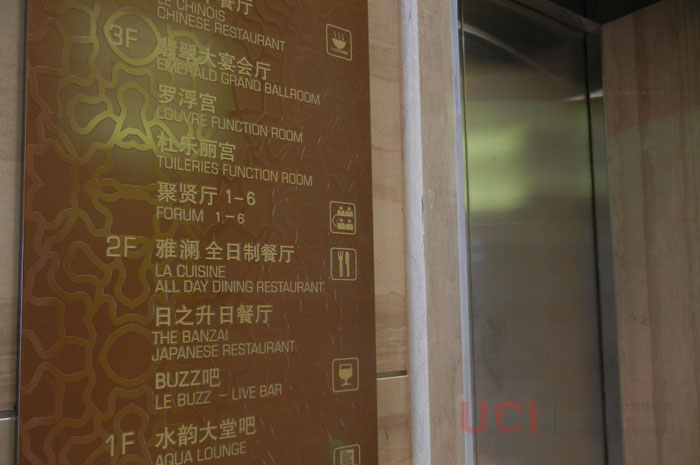 餐厅
LE CHINOIS
CHINESE RESTAURANT
3F 翡翠大宴会厅
EMERALD GRAND BALLROOM
罗浮宫
LOUVRE FUNCTION ROOM
杜乐丽宫
TUILERIES FUNCTION ROOM
聚贤厅 1-6
FORUM 1-6
2F 雅澜 全日制餐厅
LA CUISINE
ALL DAY DINING RESTAURANT
日之升日餐厅
THE BANZAI
JAPANESE RESTAURANT
BUZZ吧
LE BUZZ - LIVE BAR
1F 水韵大堂吧
AQUA LOUNGE
UCI